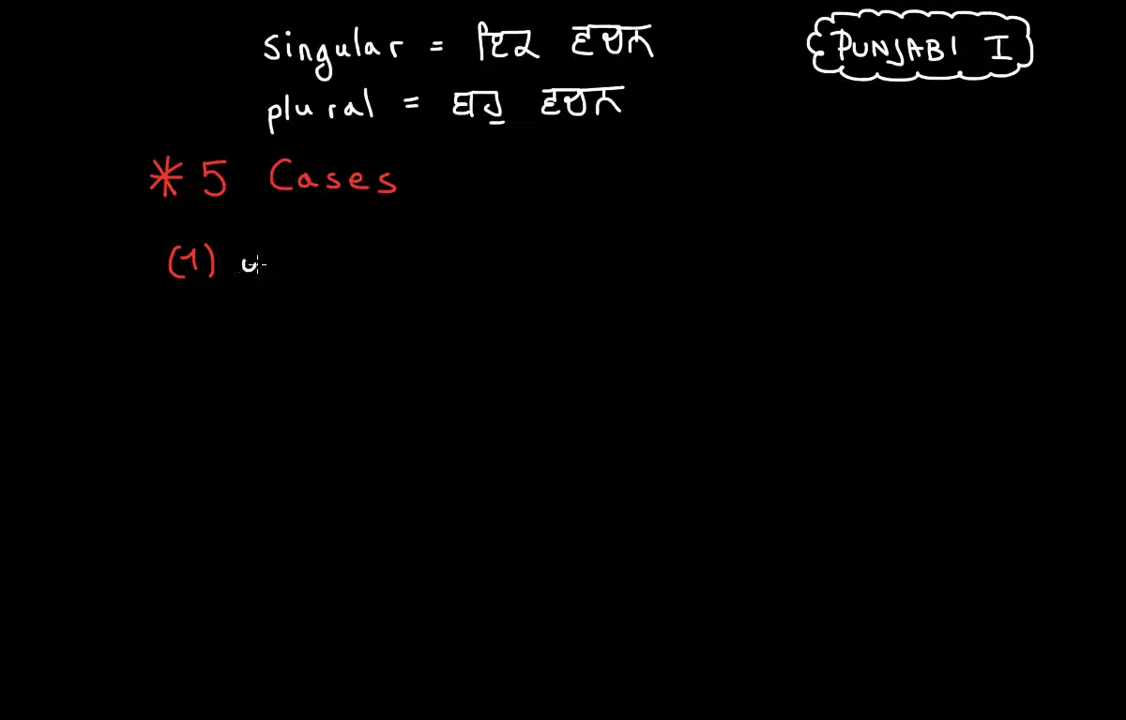 singular = ਇਕ ਵਚਨ
PUNJABI I
plural = ਬਹੁ ਵਚਨ
* 5 Cases
(1)